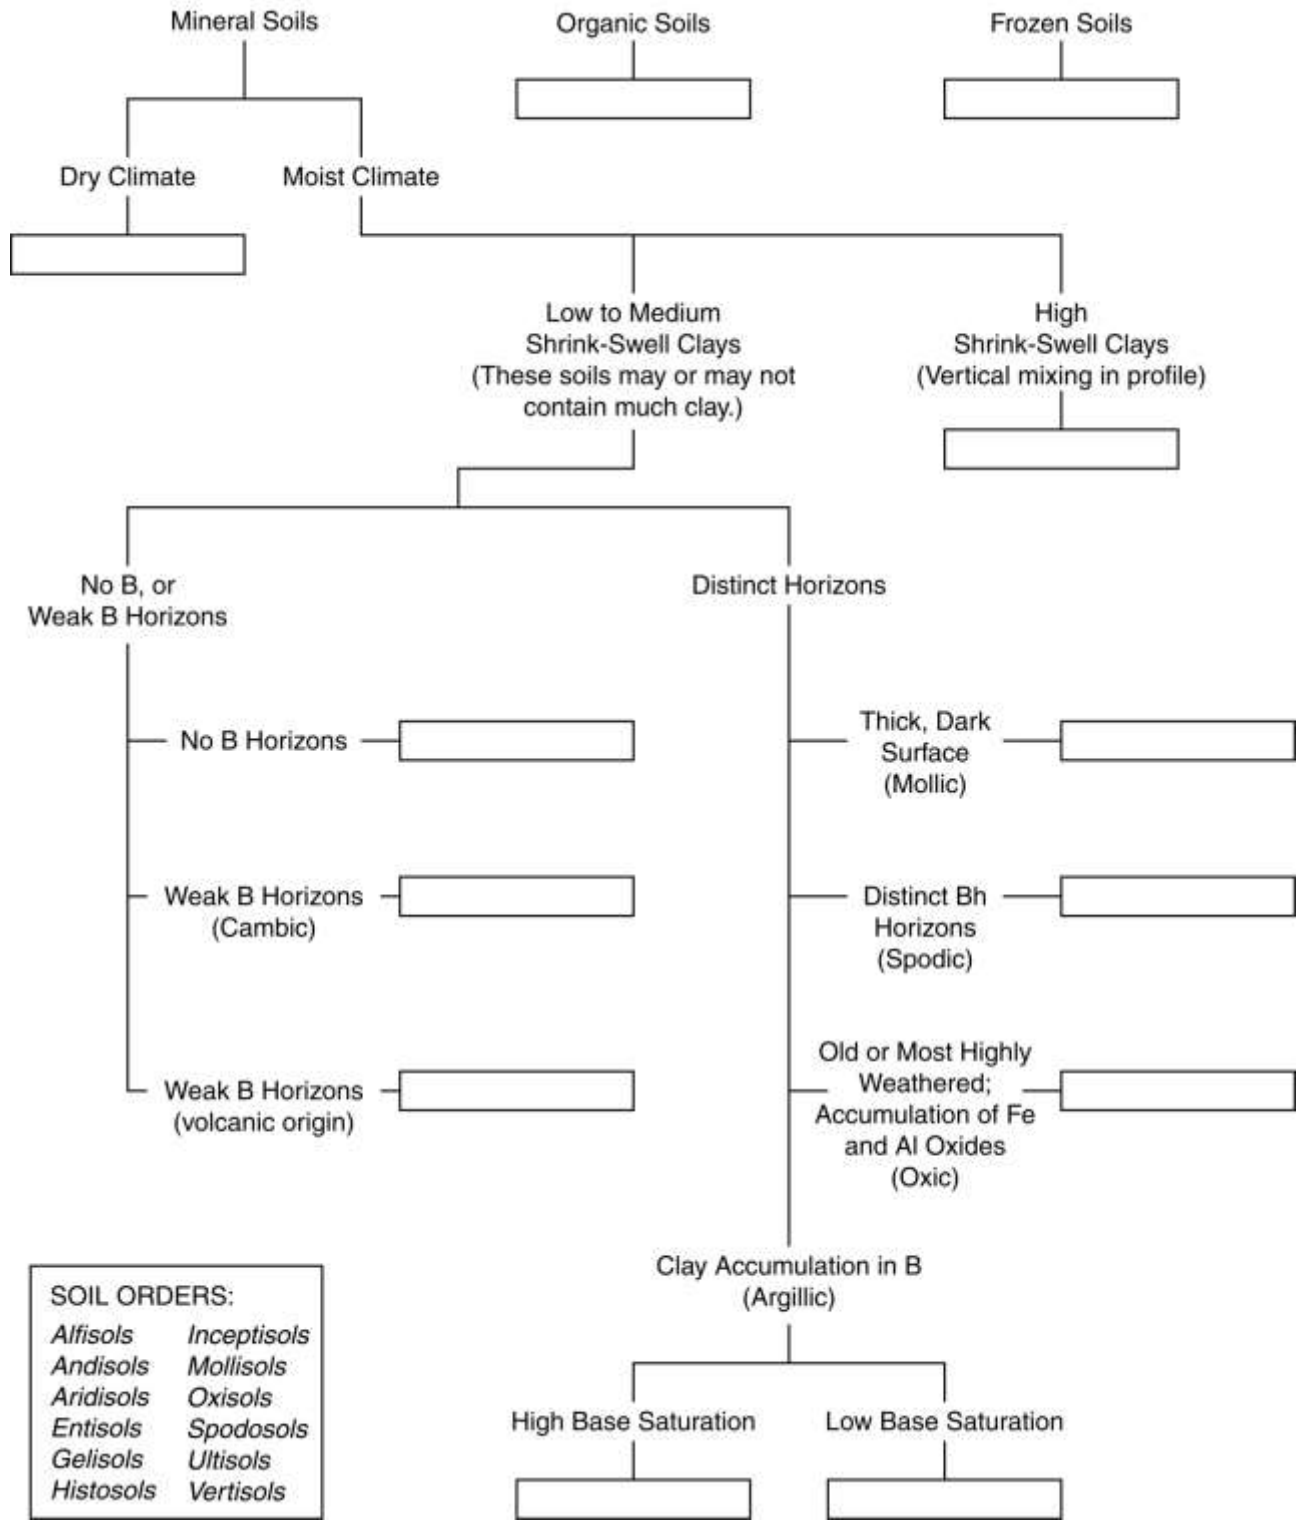 Mineral Soils
Organic Soils
Frozen Soils
Dry Climate
Moist Climate
Low to Medium
Shrink-Swell Clays
(These soils may or may not
contain much clay.)
High
Shrink-Swell Clays
(Vertical mixing in profile)
No B, or
Weak B Horizons
Distinct Horizons
No B Horizons
Thick, Dark
Surface
(Mollic)
Weak B Horizons
(Cambic)
Distinct Bh
Horizons
(Spodic)
Weak B Horizons
(volcanic origin)
Old or Most Highly
Weathered;
Accumulation of Fe
and Al Oxides
(Oxic)
Clay Accumulation in B
(Argillic)
High Base Saturation
Low Base Saturation
SOIL ORDERS:
Alfisols Inceptisols
Andisols Mollisols
Aridisols Oxisols
Entisols Spodosols
Gelisols Ultisols
Histosols Vertisols